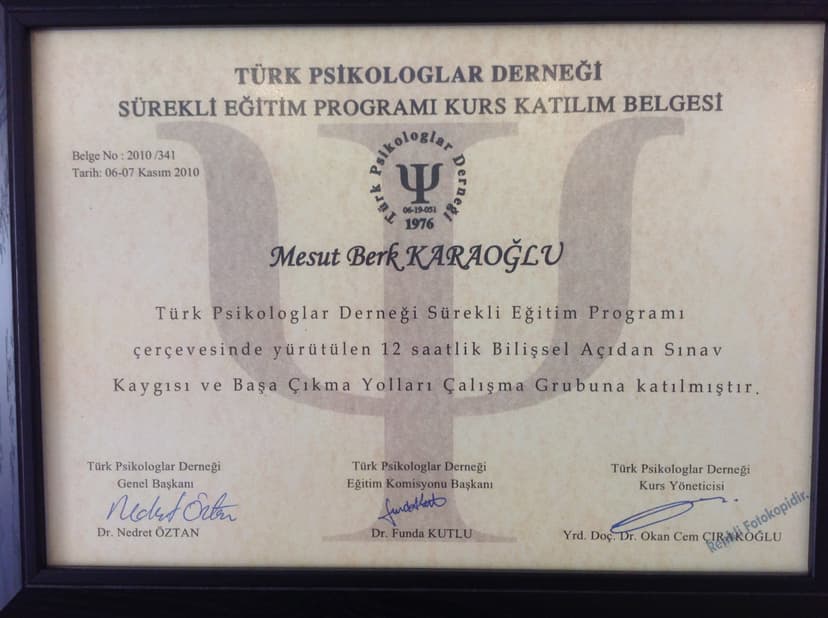 TÜRK PSİKOLOGLAR DERNEĞİ
SÜREKLİ EĞİTİM PROGRAMI KURS KATILIM BELGESİ
Belge No : 2010 /341
Tarih: 06-07 Kasım 2010
Türk Psikologlar Derneği
Ψ
06-19-051
1976
Mesut Berk KARAOĞLU
Türk Psikologlar Derneği Sürekli Eğitim Programı
çerçevesinde yürütülen 12 saatlik Bilişsel Açıdan Sınav
Kaygısı ve Başa Çıkma Yolları Çalışma Grubuna katılmıştır.
Türk Psikologlar Derneği
Genel Başkanı
Nedret Öztan
Dr. Nedret ÖZTAN
Türk Psikologlar Derneği
Eğitim Komisyonu Başkanı
Dr. Funda KUTLU
Türk Psikologlar Derneği
Kurs Yöneticisi
Yrd. Doç. Dr. Okan Cem ÇIRAKOĞLU
Renkli Fotokopidir.